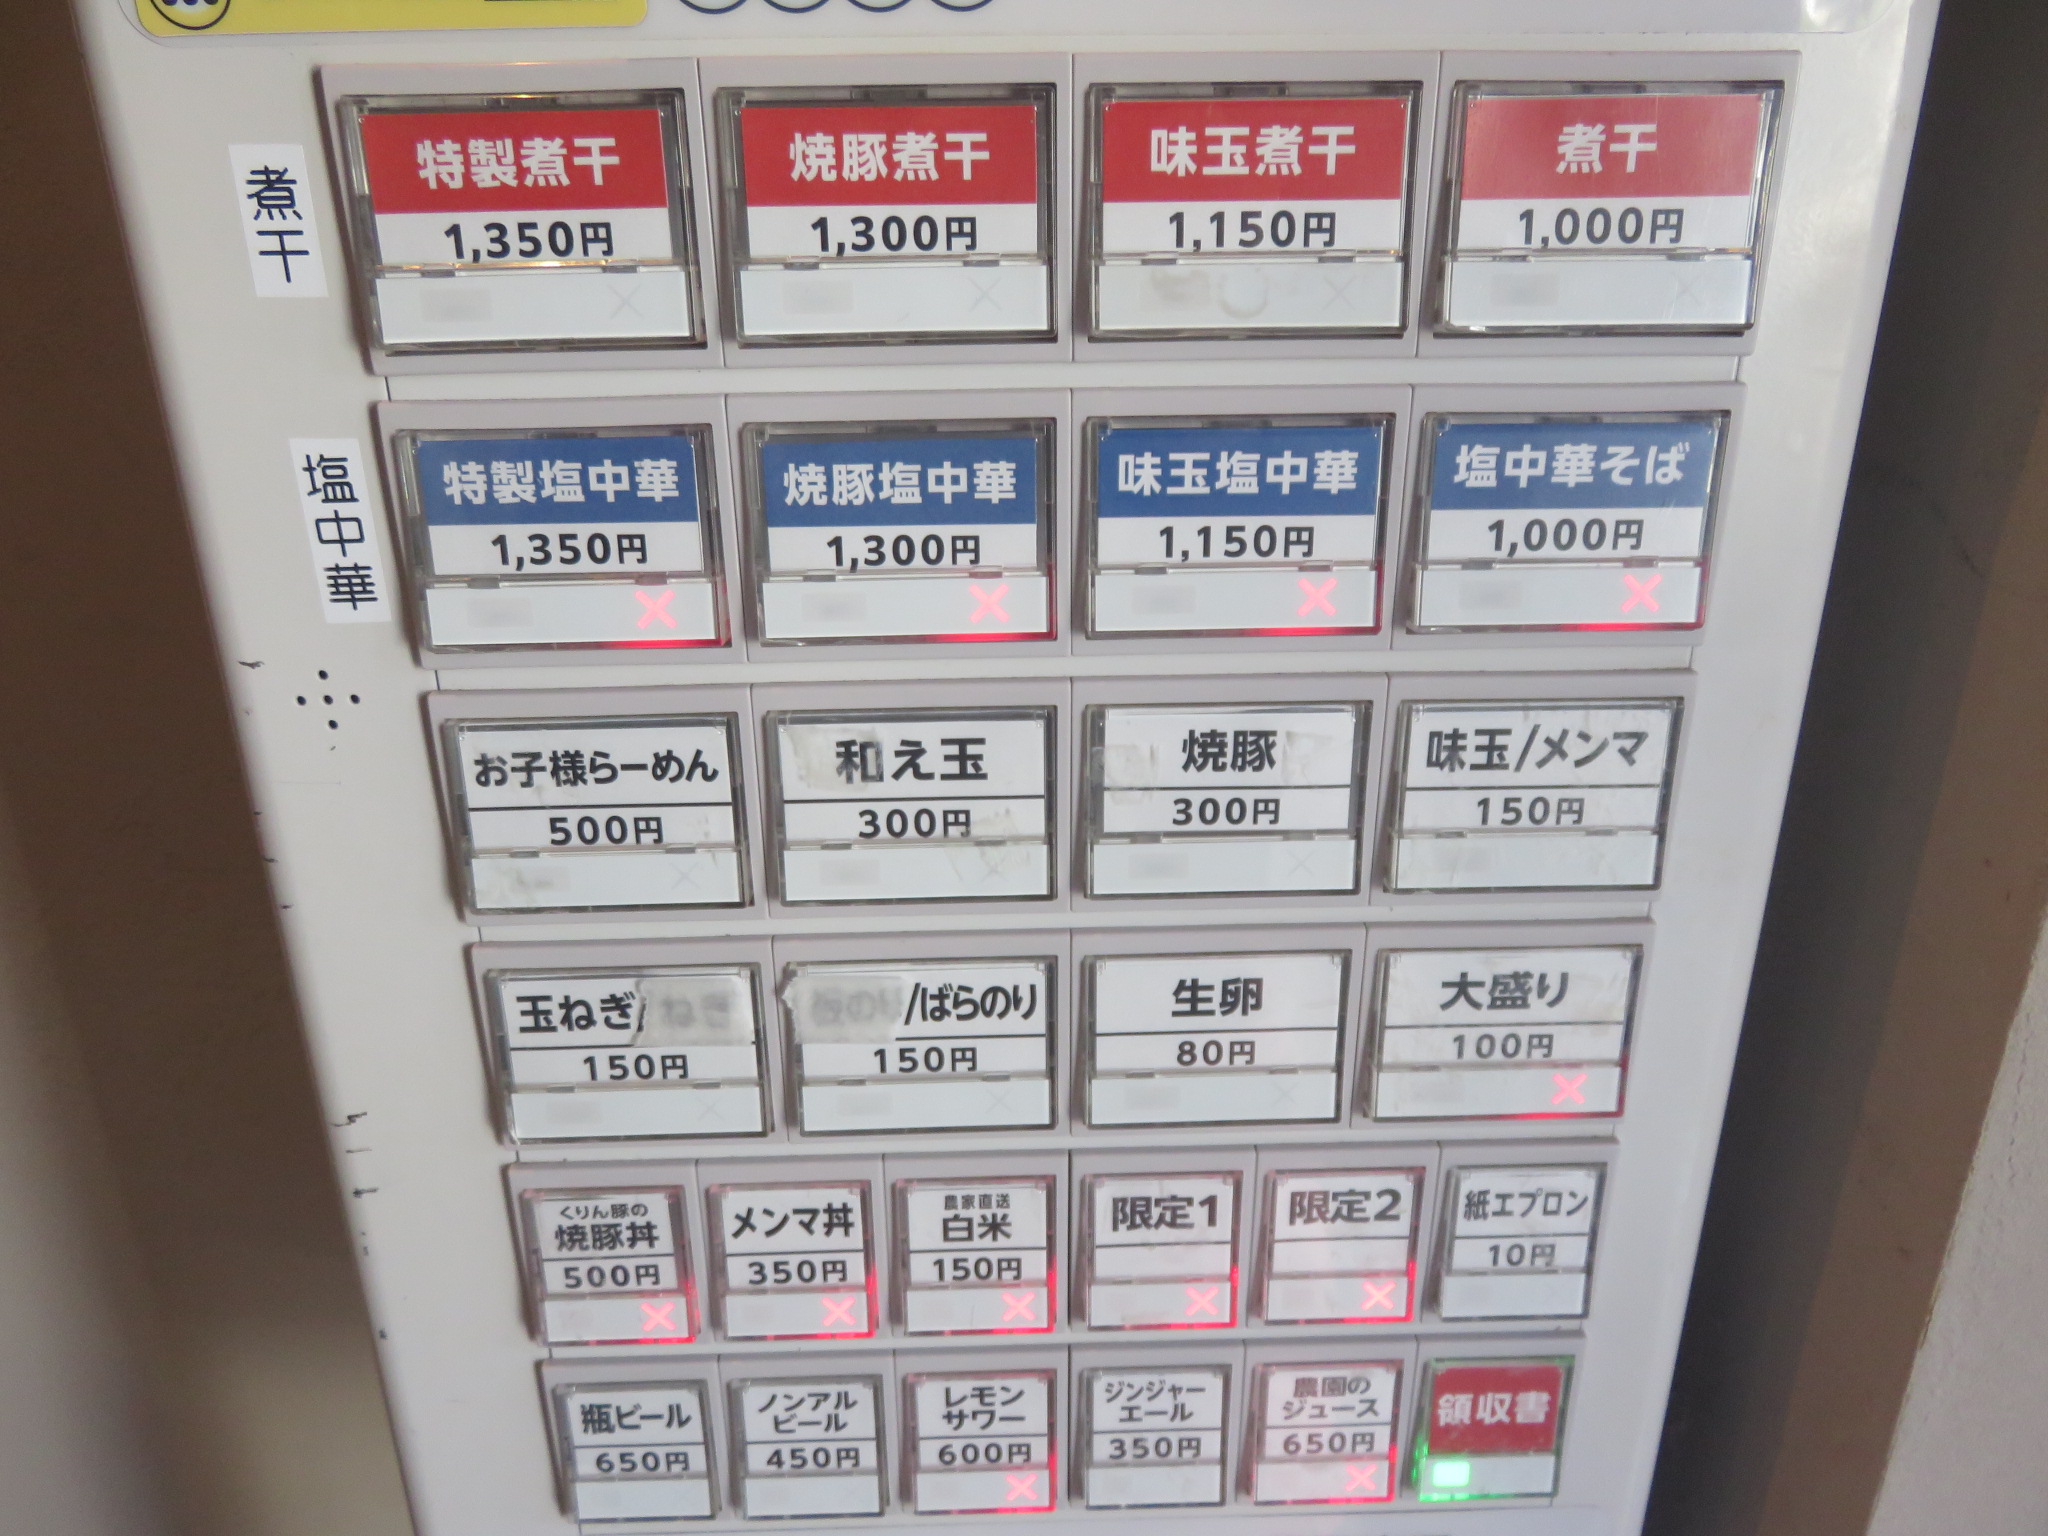 煮干
特製煮干
1,350円
焼豚煮干
1,300円
味玉煮干
1,150円
煮干
1,000円
塩中華
特製塩中華
1,350円
焼豚塩中華
1,300円
味玉塩中華
1,150円
塩中華そば
1,000円
お子様らーめん
500円
和え玉
300円
焼豚
300円
味玉/メンマ
150円
玉ねぎ/
150円
/ばらのり
150円
生卵
80円
大盛り
100円
くりん豚の
焼豚丼
500円
メンマ丼
350円
農家直送
白米
150円
限定1
限定2
紙エプロン
10円
瓶ビール
650円
ノンアル
ビール
450円
レモン
サワー
600円
ジンジャー
エール
350円
農園の
ジュース
650円
領収書